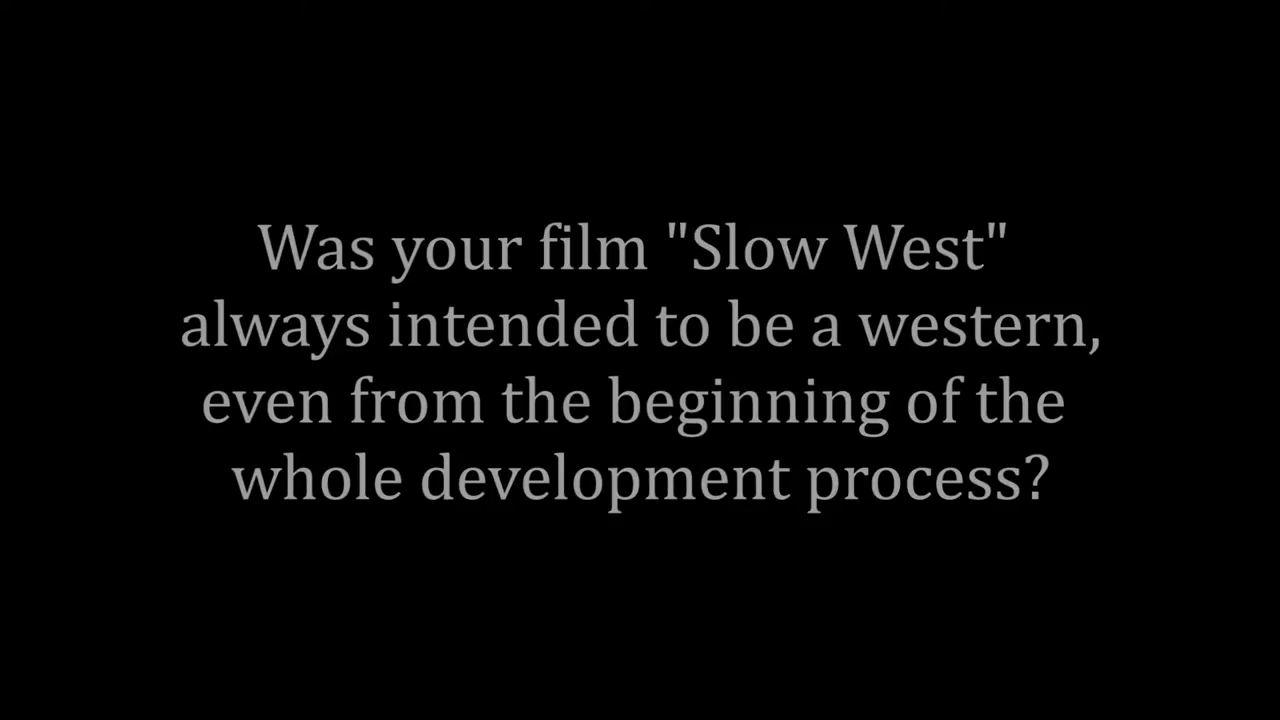 Was your film "Slow West"
always intended to be a western,
even from the beginning of the
whole development process?